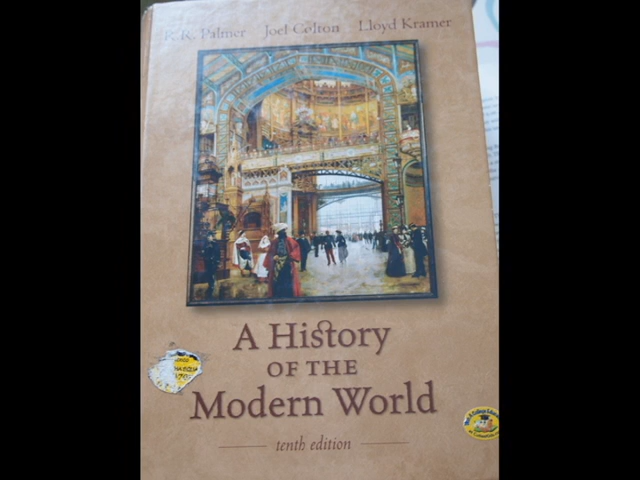 R. R. Palmer Joel Colton Lloyd Kramer
A History
OF THE
Modern World
tenth edition